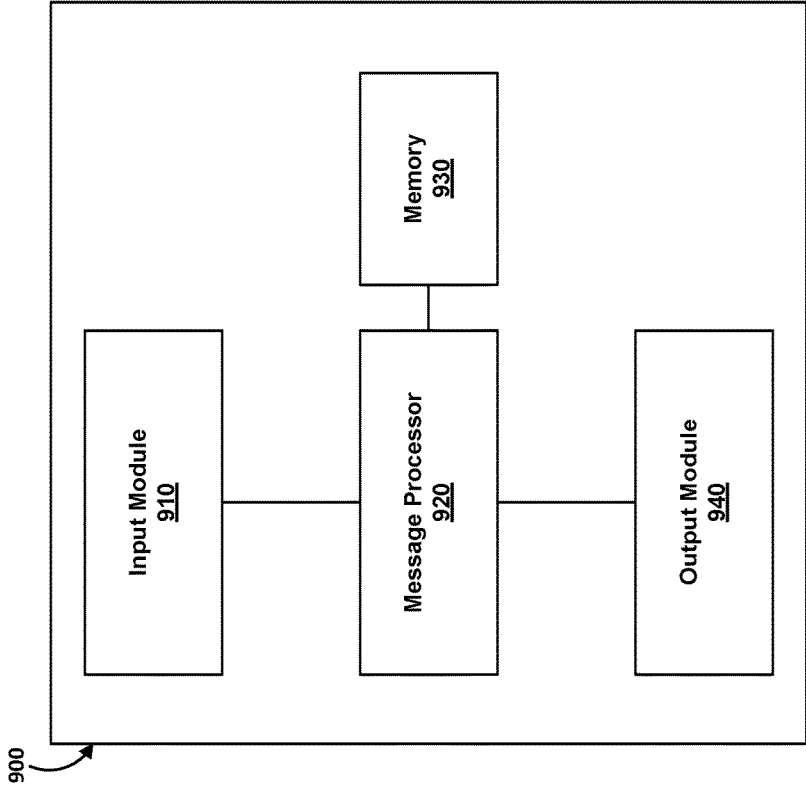 900
Input Module
910
Message Processor
920
Memory
930
Output Module
940